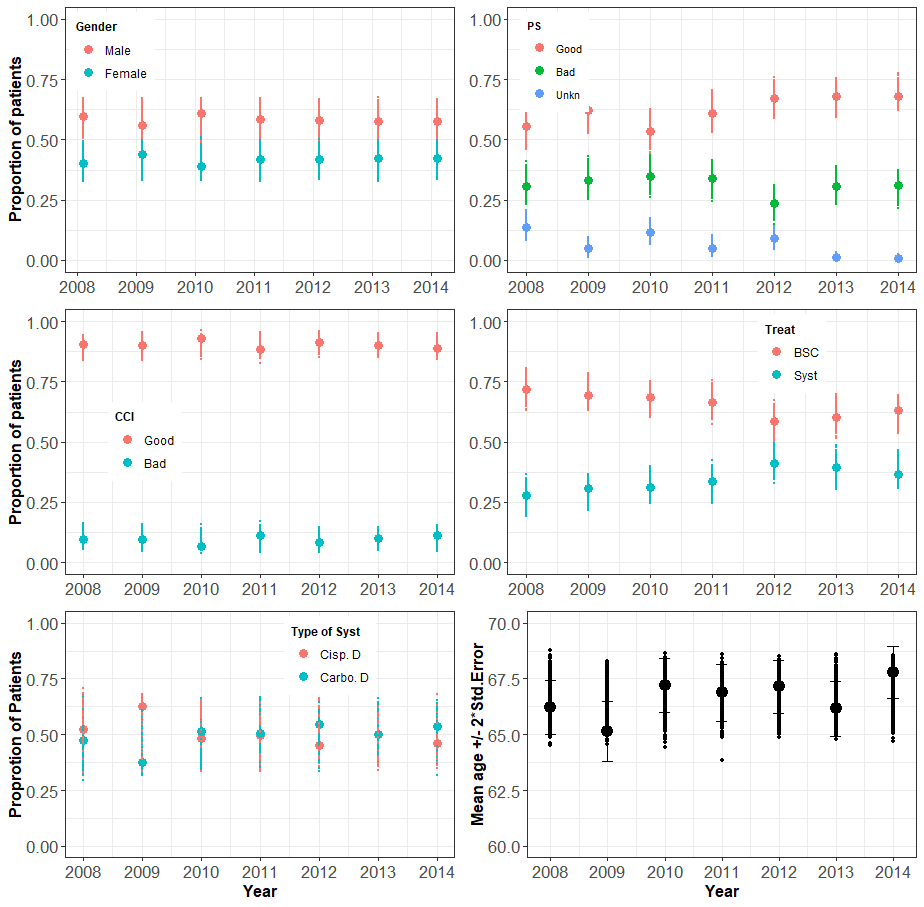 Proportion of patients
1.00
0.75
0.50
0.25
0.00
Gender
Male
Female
2008 2009 2010 2011 2012 2013 2014
1.00
0.75
0.50
0.25
0.00
PS
Good
Bad
Unkn
2008 2009 2010 2011 2012 2013 2014
Proportion of patients
1.00
0.75
0.50
0.25
0.00
CCI
Good
Bad
2008 2009 2010 2011 2012 2013 2014
1.00
0.75
0.50
0.25
0.00
Treat
BSC
Syst
2008 2009 2010 2011 2012 2013 2014
Proprotion of Patients
1.00
0.75
0.50
0.25
0.00
Type of Syst
Cisp. D
Carbo. D
2008 2009 2010 2011 2012 2013 2014
Year
Mean age +/- 2*Std.Error
70.0
67.5
65.0
62.5
60.0
2008 2009 2010 2011 2012 2013 2014
Year